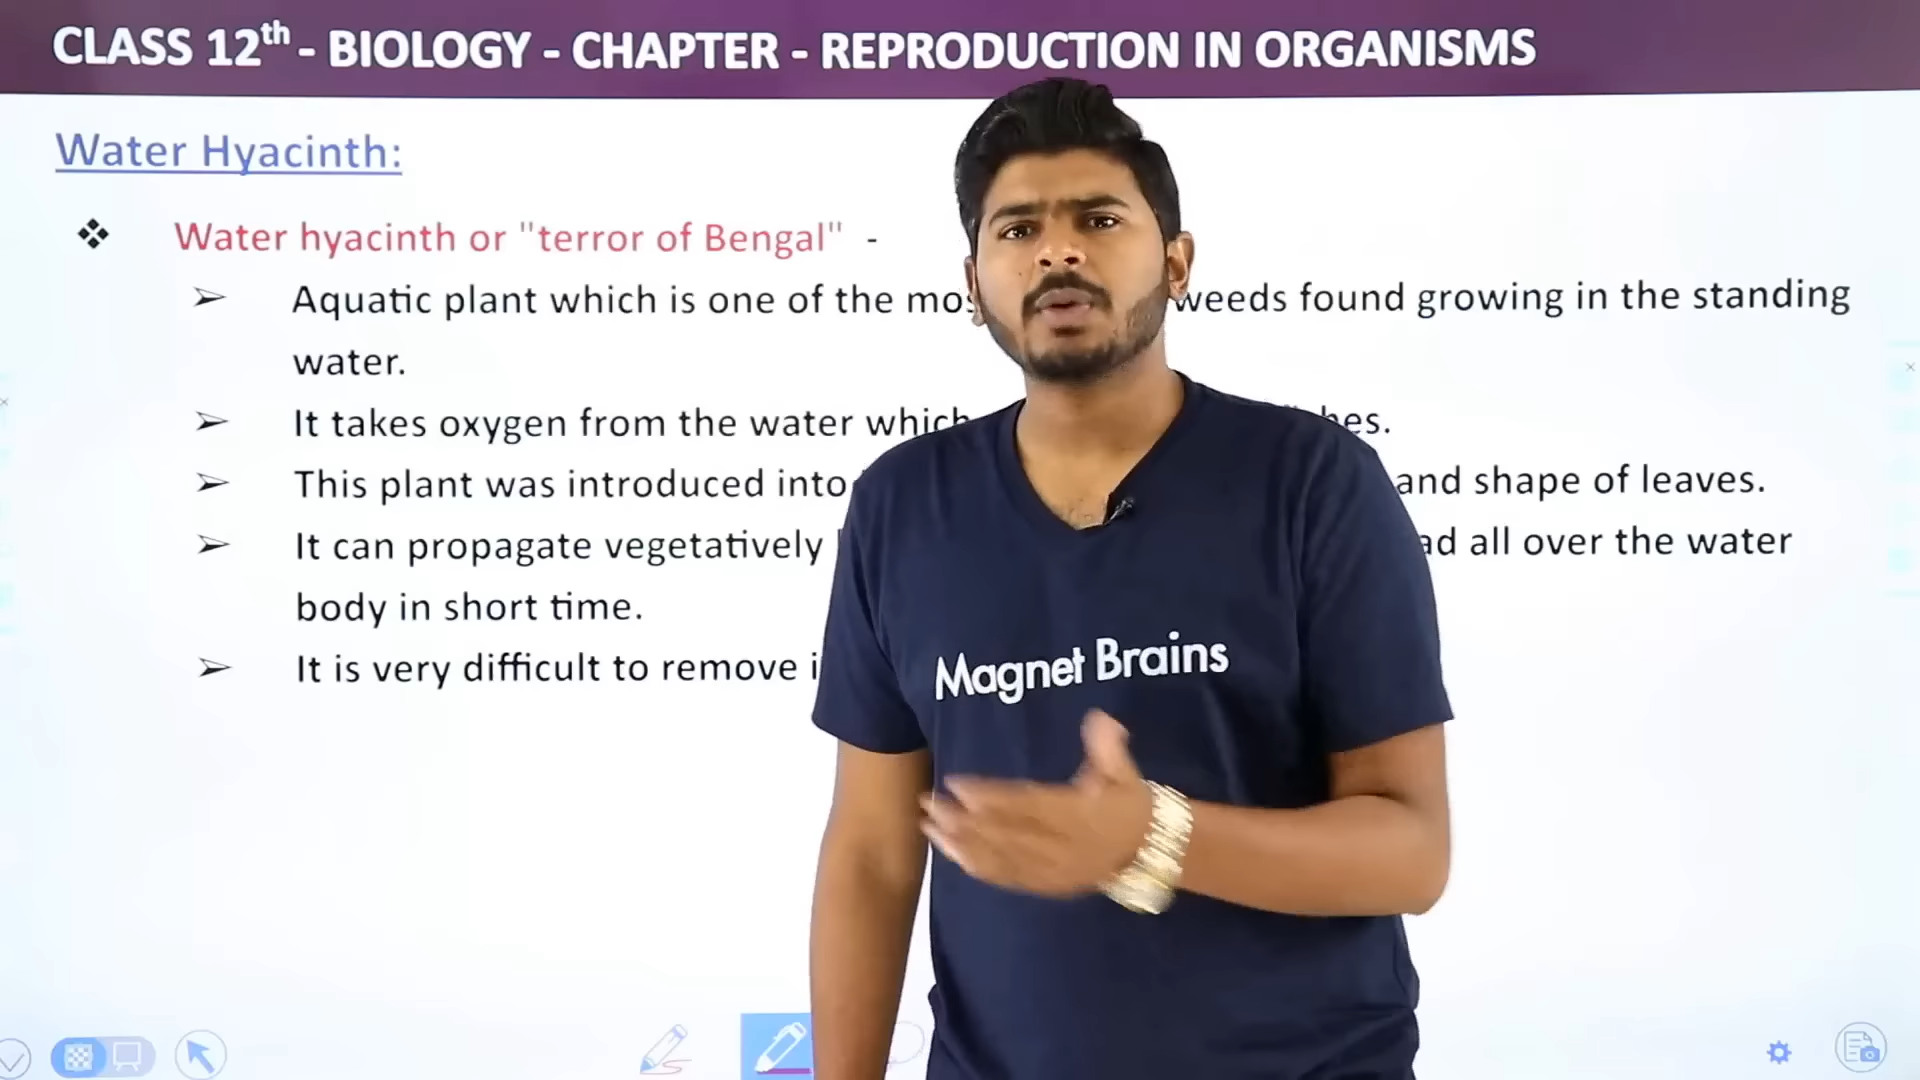 CLASS 12th - BIOLOGY - CHAPTER - REPRODUCTION IN ORGANISMS
Water Hyacinth:
Water hyacinth or "terror of Bengal" -
Aquatic plant which is one of the weeds found growing in the standing
water.
It takes oxygen from the water which
This plant was introduced into and shape of leaves.
It can propagate vegetatively all over the water
body in short time.
It is very difficult to remove
Magnet Brains